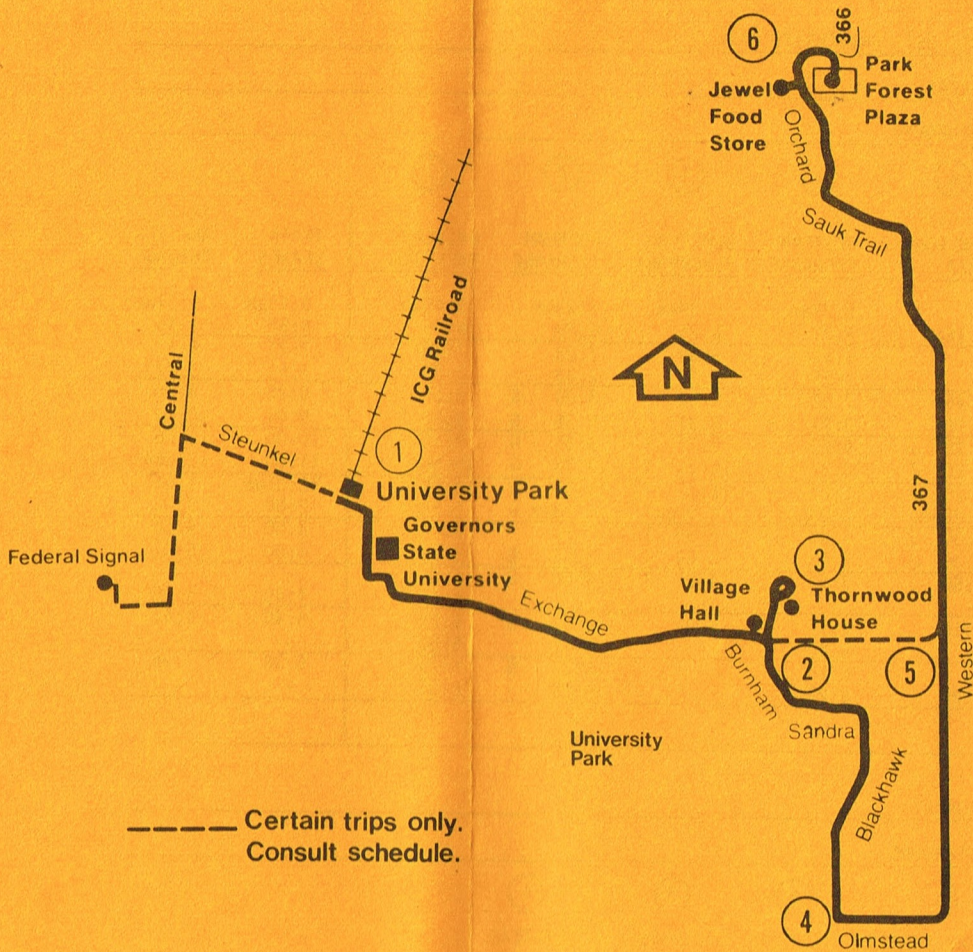 6
366
Park
Forest
Plaza
Jewel
Food
Store
Orchard
Sauk Trail
ICG Railroad
N
Central
Steunkel
1
University Park
Governors
State
University
Federal Signal
367
3
Village
Hall
Thornwood
House
Exchange
2
5
Western
Burnham
Sandra
University
Park
Blackhawk
Certain trips only.
Consult schedule.
4
Olmstead